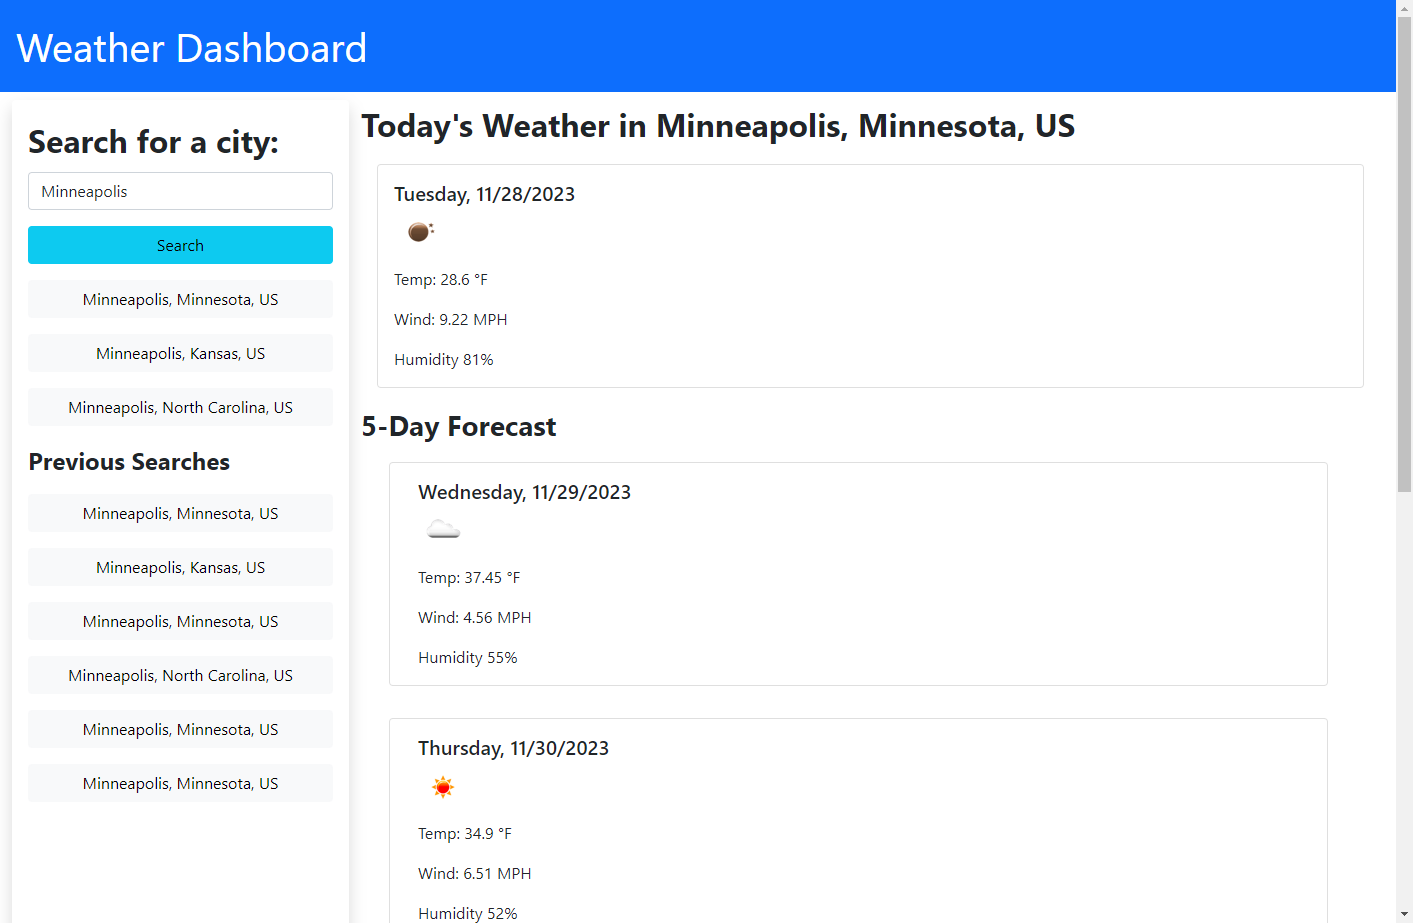 Weather Dashboard
Search for a city:
Minneapolis
Search
Minneapolis, Minnesota, US
Minneapolis, Kansas, US
Minneapolis, North Carolina, US
Previous Searches
Minneapolis, Minnesota, US
Minneapolis, Kansas, US
Minneapolis, Minnesota, US
Minneapolis, North Carolina, US
Minneapolis, Minnesota, US
Minneapolis, Minnesota, US
Today's Weather in Minneapolis, Minnesota, US
Tuesday, 11/28/2023
Temp: 28.6 °F
Wind: 9.22 MPH
Humidity 81%
5-Day Forecast
Wednesday, 11/29/2023
Temp: 37.45 °F
Wind: 4.56 MPH
Humidity 55%
Thursday, 11/30/2023
Temp: 34.9 °F
Wind: 6.51 MPH
Humidity 52%